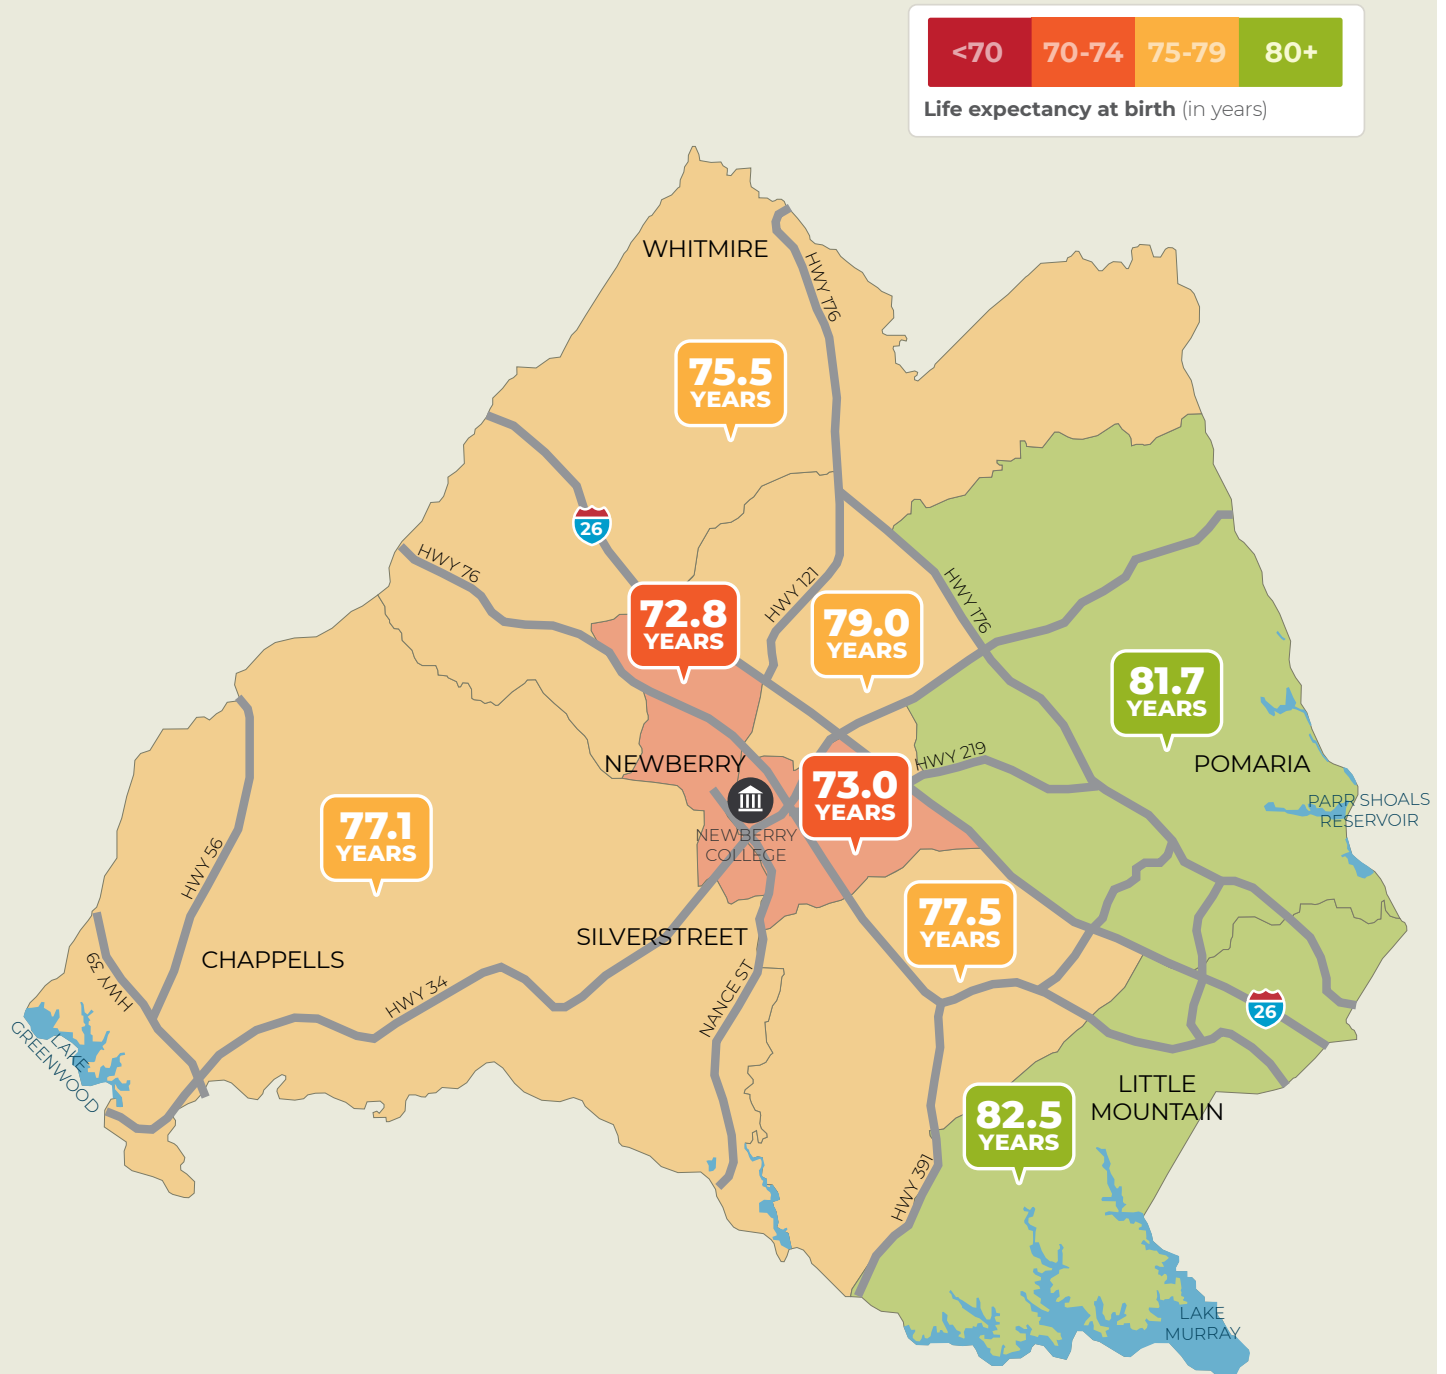 <70 70-74 75-79 80+
Life expectancy at birth (in years)
WHITMIRE
HWY 176
75.5
YEARS
26
HWY 76
HWY 121
HWY 176
72.8
YEARS
79.0
YEARS
81.7
YEARS
NEWBERRY
HWY 219
POMARIA
73.0
YEARS
PARR SHOALS
RESERVOIR
77.1
YEARS
NEWBERRY
COLLEGE
HWY 56
77.5
YEARS
SILVERSTREET
CHAPPELLS
HWY 39
HWY 34
NANCE ST
26
LAKE
GREENWOOD
LITTLE
MOUNTAIN
82.5
YEARS
HWY 391
LAKE
MURRAY